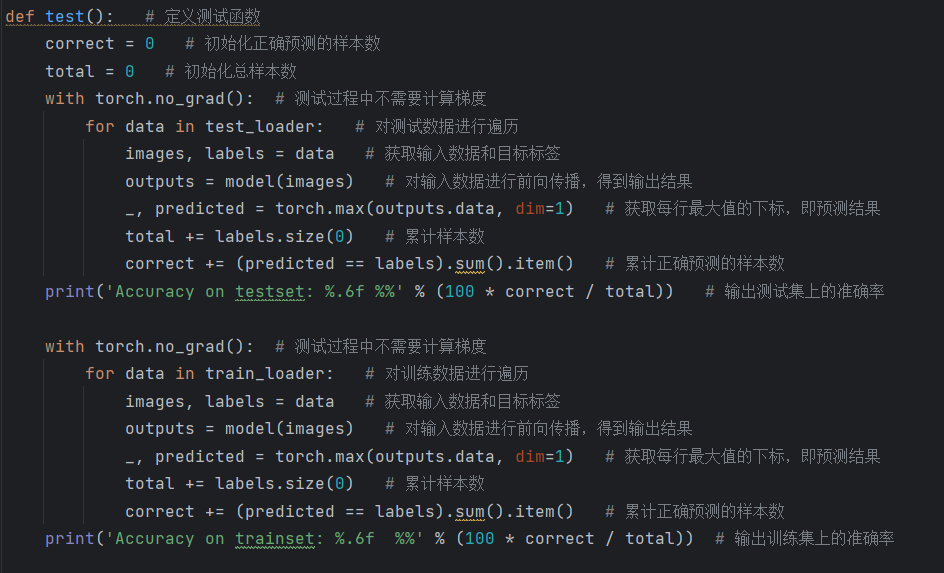 def test():   # 定义测试函数
    correct = 0   # 初始化正确预测的样本数
    total = 0   # 初始化总样本数
    with torch.no_grad():  # 测试过程中不需要计算梯度
        for data in test_loader:   # 对测试数据进行遍历
            images, labels = data   # 获取输入数据和目标标签
            outputs = model(images)   # 对输入数据进行前向传播，得到输出结果
            _, predicted = torch.max(outputs.data, dim=1)   # 获取每行最大值的下标，即预测结果
            total += labels.size(0)   # 累计样本数
            correct += (predicted == labels).sum().item()   # 累计正确预测的样本数
    print('Accuracy on testset: %.6f %%' % (100 * correct / total))   # 输出测试集上的准确率

    with torch.no_grad():  # 测试过程中不需要计算梯度
        for data in train_loader:   # 对训练数据进行遍历
            images, labels = data   # 获取输入数据和目标标签
            outputs = model(images)   # 对输入数据进行前向传播，得到输出结果
            _, predicted = torch.max(outputs.data, dim=1)   # 获取每行最大值的下标，即预测结果
            total += labels.size(0)   # 累计样本数
            correct += (predicted == labels).sum().item()   # 累计正确预测的样本数
    print('Accuracy on trainset: %.6f  %%' % (100 * correct / total))  # 输出训练集上的准确率